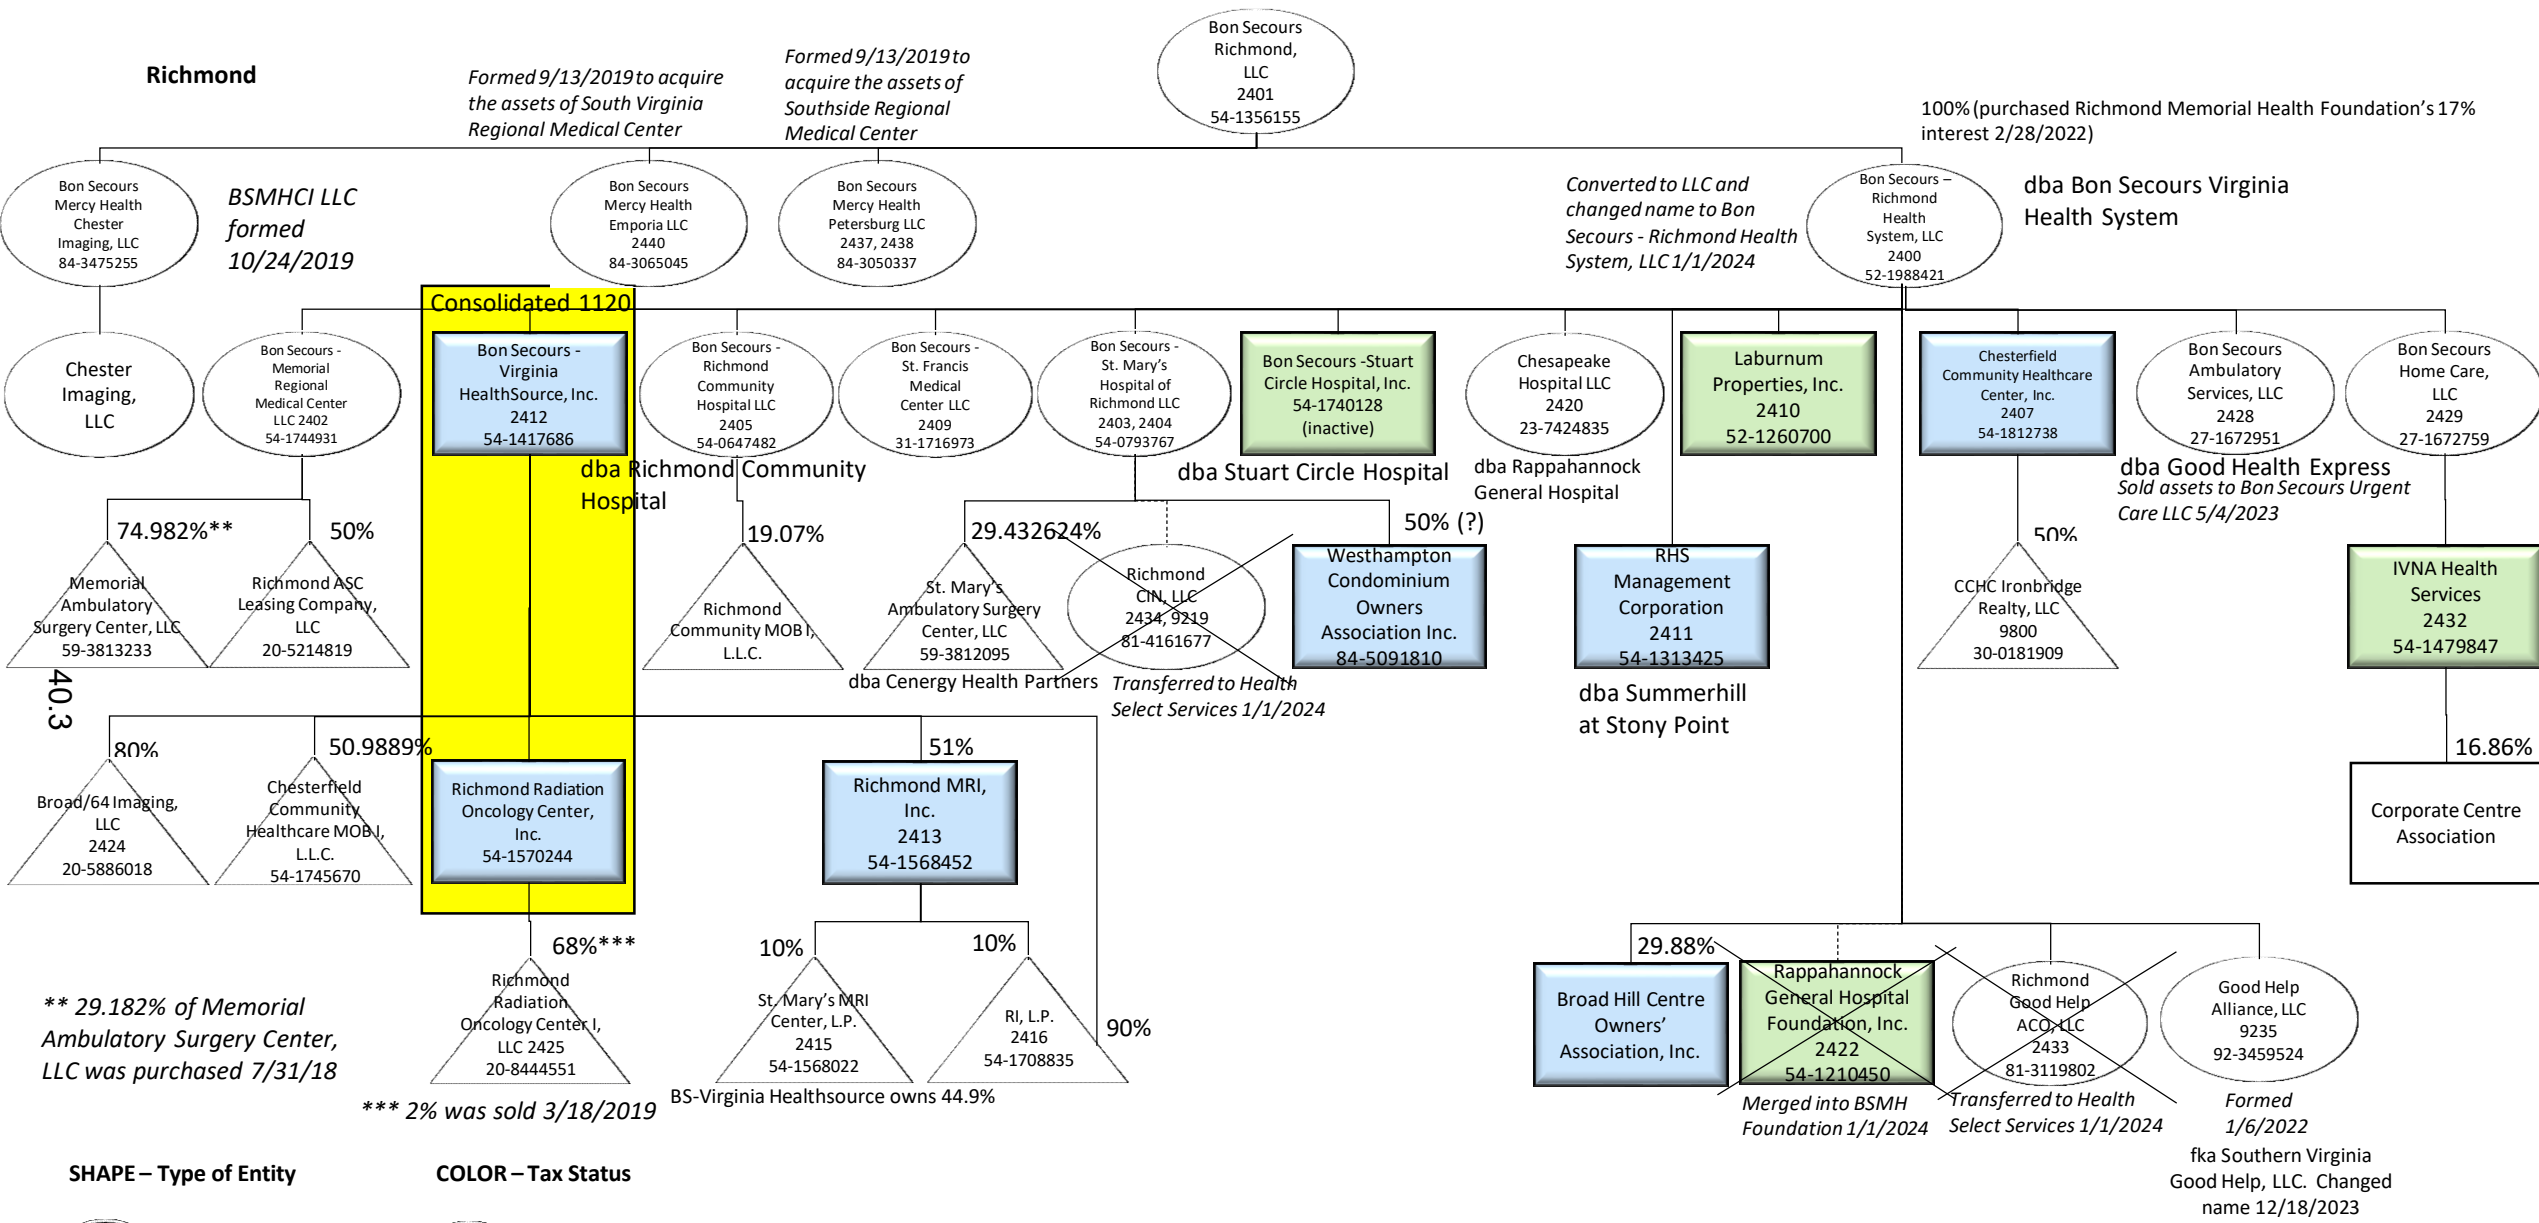 Richmond
Formed 9/13/2019 to acquire
the assets of South Virginia
Regional Medical Center
Formed 9/13/2019 to
acquire the assets of
Southside Regional
Medical Center
Bon Secours
Richmond,
LLC
2401
54-1356155
100% (purchased Richmond Memorial Health Foundation’s 17%
interest 2/28/2022)
Bon Secours
Mercy Health
Chester
Imaging, LLC
84-3475255
BSMHCI LLC
formed
10/24/2019
Bon Secours
Mercy Health
Emporia LLC
2440
84-3065045
Bon Secours
Mercy Health
Petersburg LLC
2437, 2438
84-3050337
Converted to LLC and
changed name to Bon
Secours - Richmond Health
System, LLC 1/1/2024
Bon Secours –
Richmond
Health
System, LLC
2400
52-1988421
dba Bon Secours Virginia
Health System
Consolidated 1120
Chester
Imaging,
LLC
Bon Secours -
Memorial
Regional
Medical Center
LLC 2402
54-1744931
Bon Secours -
Virginia
HealthSource, Inc.
2412
54-1417686
Bon Secours -
Richmond
Community
Hospital LLC
2405
54-0647482
dba Richmond Community
Hospital
Bon Secours -
St. Francis
Medical
Center LLC
2409
31-1716973
Bon Secours -
St. Mary’s
Hospital of
Richmond LLC
2403, 2404
54-0793767
Bon Secours -Stuart
Circle Hospital, Inc.
54-1740128
(inactive)
dba Stuart Circle Hospital
Chesapeake
Hospital LLC
2420
23-7424835
dba Rappahannock
General Hospital
Laburnum
Properties, Inc.
2410
52-1260700
Chesterfield
Community Healthcare
Center, Inc.
2407
54-1812738
Bon Secours
Ambulatory
Services, LLC
2428
27-1672951
dba Good Health Express
Sold assets to Bon Secours Urgent
Care LLC 5/4/2023
Bon Secours
Home Care,
LLC
2429
27-1672759
74.982%**
Memorial
Ambulatory
Surgery Center, LLC
59-3813233
40.3
50%
Richmond ASC
Leasing Company,
LLC
20-5214819
19.07%
Richmond
Community MOB I,
L.L.C.
29.432624%
St. Mary’s
Ambulatory Surgery
Center, LLC
59-3812095
dba Cenergy Health Partners
Richmond
CIN, LLC
2434, 9219
81-4161677
Transferred to Health
Select Services 1/1/2024
50% (?)
Westhampton
Condominium
Owners
Association Inc.
84-5091810
RHS
Management
Corporation
2411
54-1313425
dba Summerhill
at Stony Point
50%
CCHC Ironbridge
Realty, LLC
9800
30-0181909
IVNA Health
Services
2432
54-1479847
80%
Broad/64 Imaging,
LLC
2424
20-5886018
50.9889%
Chesterfield
Community
Healthcare MOB I,
L.L.C.
54-1745670
Richmond Radiation
Oncology Center,
Inc.
54-1570244
51%
Richmond MRI,
Inc.
2413
54-1568452
16.86%
Corporate Centre
Association
** 29.182% of Memorial
Ambulatory Surgery Center,
LLC was purchased 7/31/18
68%***
Richmond
Radiation
Oncology Center I,
LLC 2425
20-8444551
*** 2% was sold 3/18/2019
10%
St. Mary’s MRI
Center, L.P.
2415
54-1568022
BS-Virginia Healthsource owns 44.9%
10%
RI, L.P.
2416
54-1708835
90%
29.88%
Broad Hill Centre
Owners’
Association, Inc.
Rappahannock
General Hospital
Foundation, Inc.
2422
54-1210450
Merged into BSMH
Foundation 1/1/2024
Richmond
Good Help
ACO, LLC
2433
81-3119802
Transferred to Health
Select Services 1/1/2024
Good Help
Alliance, LLC
9235
92-3459524
Formed
1/6/2022
fka Southern Virginia
Good Help, LLC. Changed
name 12/18/2023
SHAPE – Type of Entity
COLOR – Tax Status